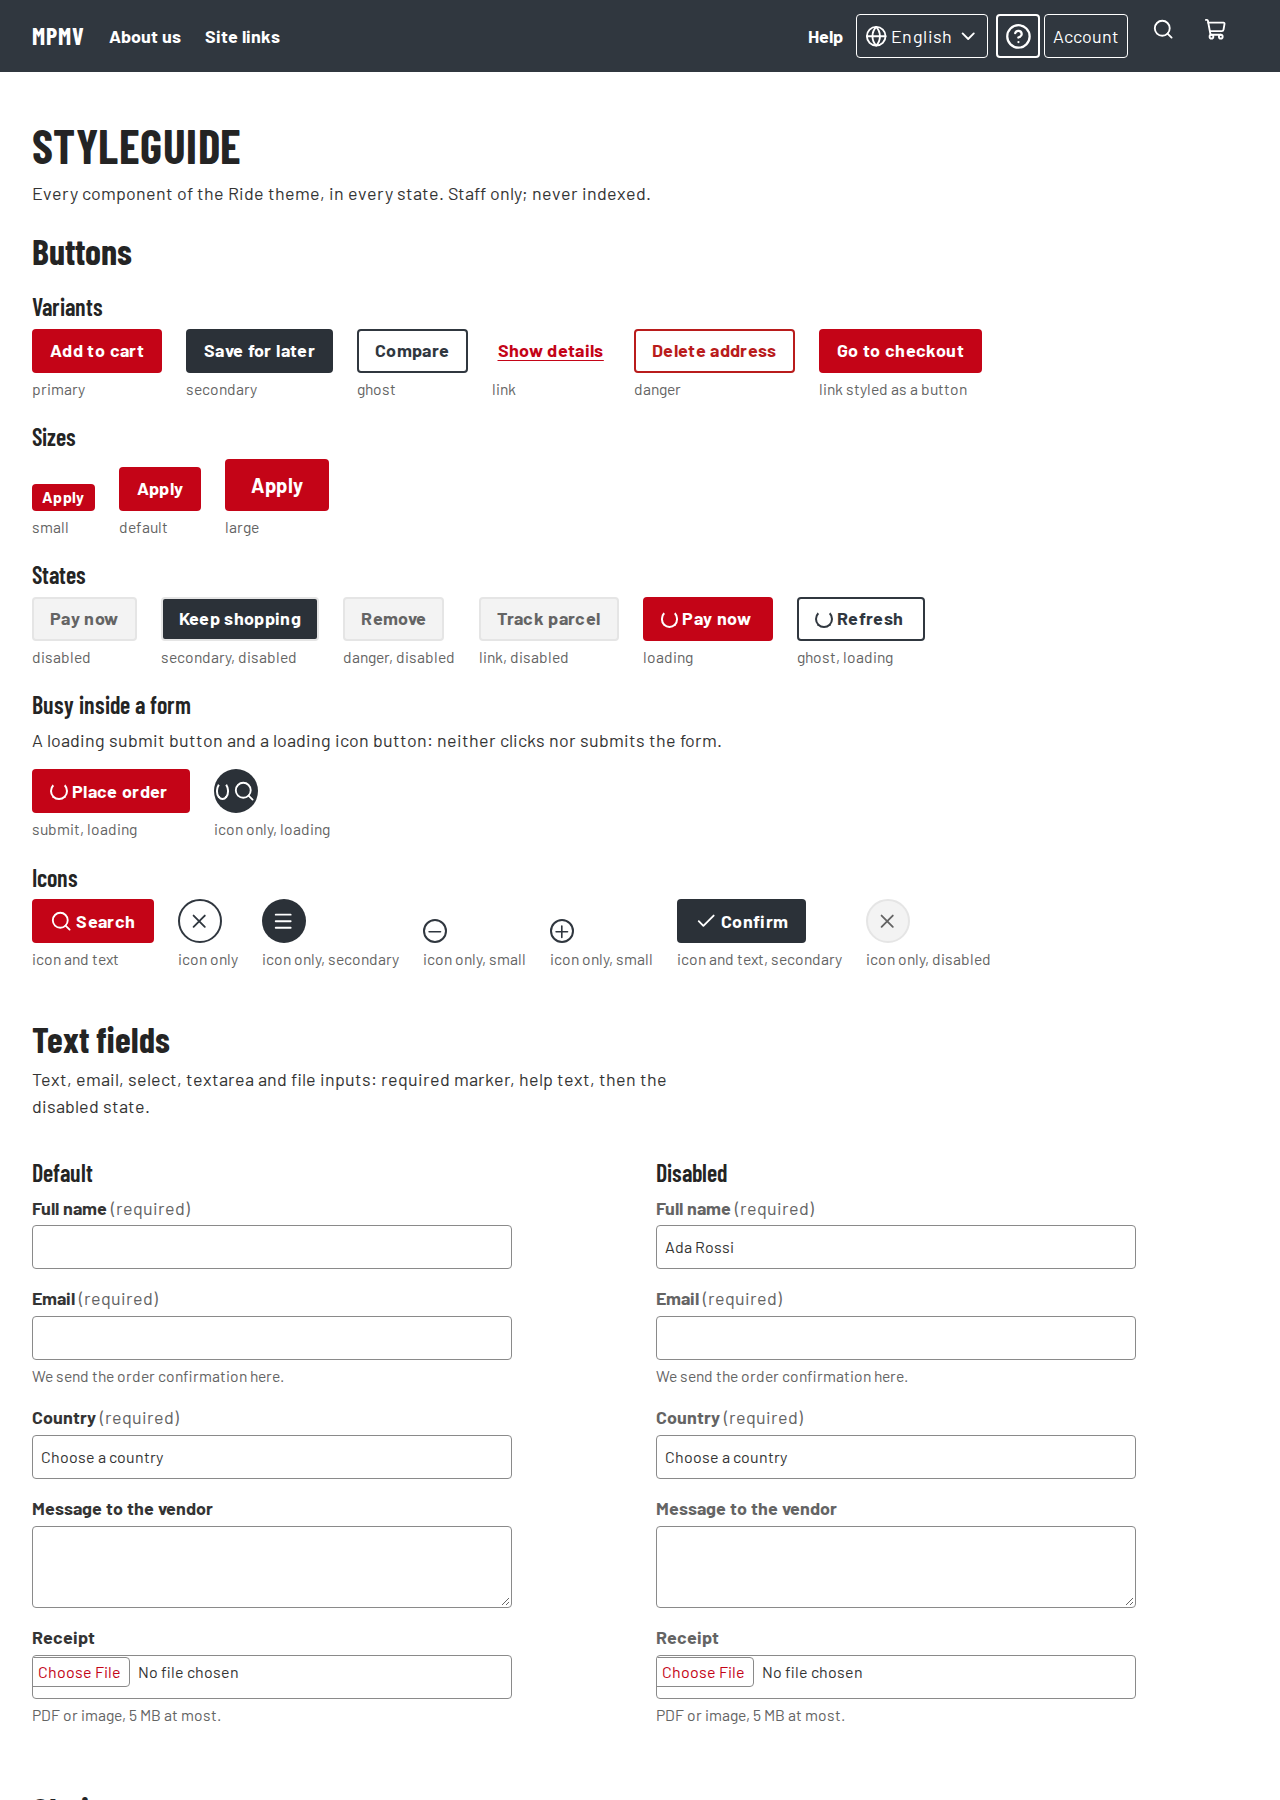 MPMV About us Site links Help English Account
STYLEGUIDE
Every component of the Ride theme, in every state. Staff only; never indexed.
Buttons
Variants
Add to cart Save for later Compare Show details Delete address Go to checkout
primary secondary ghost link danger link styled as a button
Sizes
Apply Apply Apply
small default large
States
Pay now Keep shopping Remove Track parcel Pay now Refresh
disabled secondary, disabled danger, disabled link, disabled loading ghost, loading
Busy inside a form
A loading submit button and a loading icon button: neither clicks nor submits the form.
Place order
submit, loading icon only, loading
Icons
Search Confirm
icon and text icon only icon only, secondary icon only, small icon only, small icon and text, secondary icon only, disabled
Text fields
Text, email, select, textarea and file inputs: required marker, help text, then the
disabled state.
Default Disabled
Full name (required) Full name (required)
Ada Rossi
Email (required) Email (required)
We send the order confirmation here. We send the order confirmation here.
Country (required) Country (required)
Choose a country Choose a country
Message to the vendor Message to the vendor
Receipt Receipt
Choose File No file chosen Choose File No file chosen
PDF or image, 5 MB at most. PDF or image, 5 MB at most.